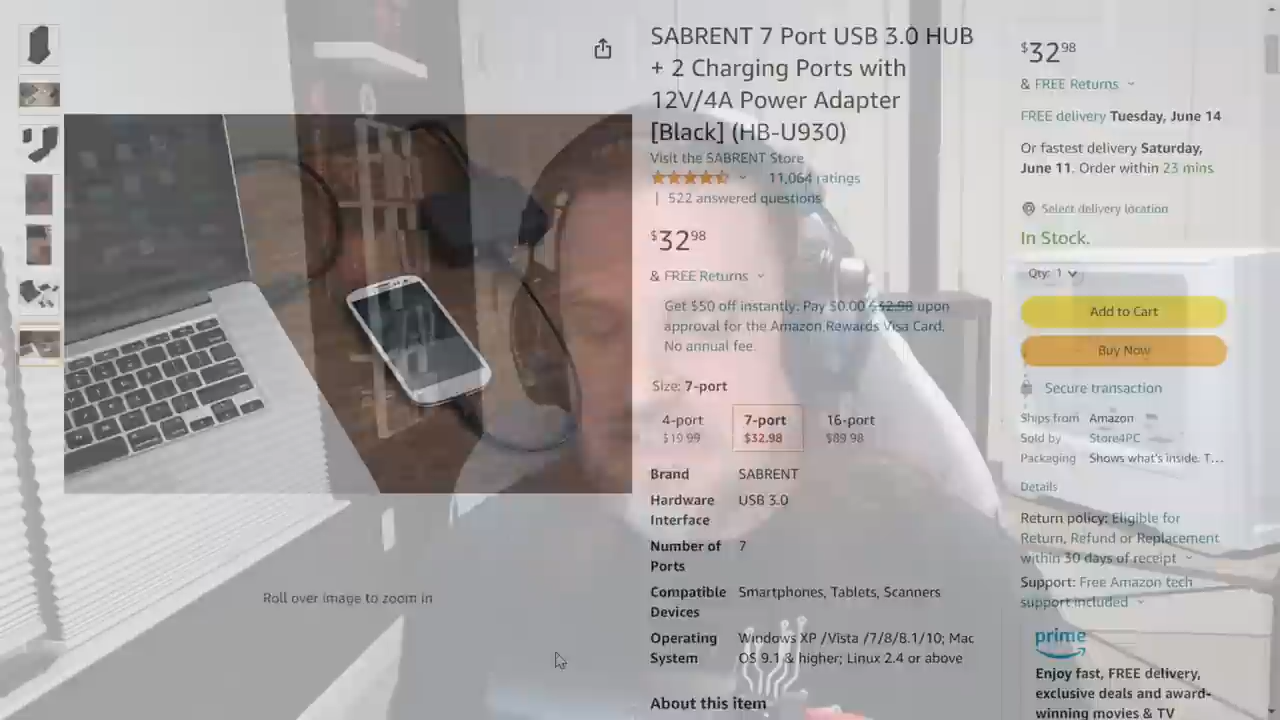 SABRENT 7 Port USB 3.0 HUB
+ 2 Charging Ports with
12V/4A Power Adapter
[Black] (HB-U930)
Visit the SABRENT Store
11,064 ratings
| 522 answered questions
$3298
& FREE Returns
Get $50 off instantly: Pay $0.00 $52.98 upon
approval for the Amazon Rewards Visa Card.
No annual fee.
Size: 7-port
4-port
$19.99
7-port
$32.98
16-port
$89.98
Brand SABRENT
Hardware Interface USB 3.0
Number of Ports 7
Compatible Devices Smartphones, Tablets, Scanners
Operating System Windows XP /Vista /7/8/8.1/10; Mac
OS 9.1 & higher; Linux 2.4 or above
About this item
Roll over image to zoom in
$3298
& FREE Returns
FREE delivery Tuesday, June 14
Or fastest delivery Saturday,
June 11. Order within 23 mins
Select delivery location
In Stock.
Qty: 1
Add to Cart
Buy Now
Secure transaction
Ships from Amazon
Sold by Store4PC
Packaging Shows what's inside. T...
Details
Return policy: Eligible for
Return, Refund or Replacement
within 30 days of receipt
Support: Free Amazon tech
support included
prime
Enjoy fast, FREE delivery,
exclusive deals and award-
winning movies & TV